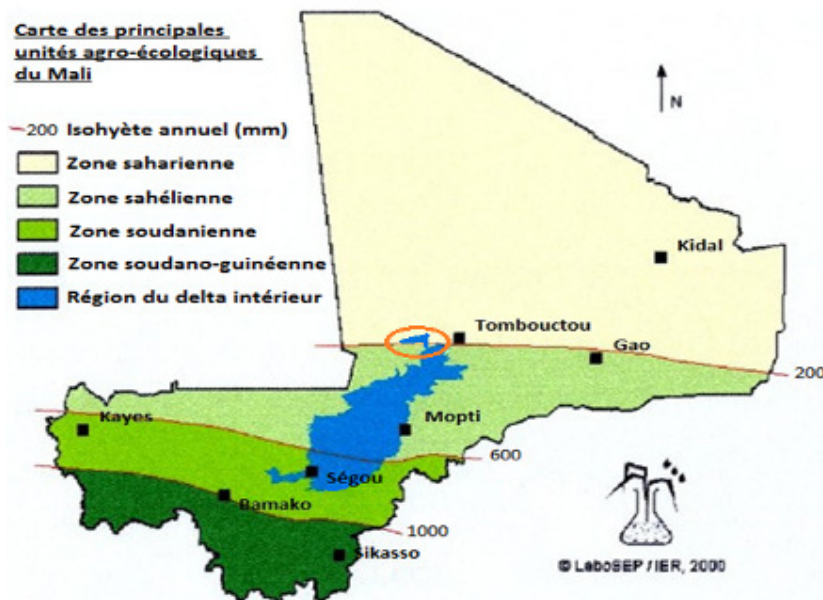 Carte des principales
unités agro-écologiques
du Mali
200 Isohyète annuel (mm)
Zone saharienne
Zone sahélienne
Zone soudanienne
Zone soudano-guinéenne
Région du delta intérieur
N
Kidal
Tombouctou
Gao
200
Kayes
Mopti
600
Ségou
Bamako
1000
Sikasso
© LaboSEP / IER, 2000